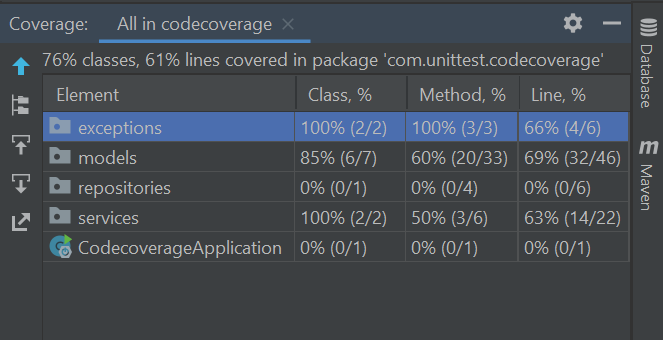 Coverage: All in codecoverage
76% classes, 61% lines covered in package 'com.unittest.codecoverage'
Element Class, % Method, % Line, %
exceptions 100% (2/2) 100% (3/3) 66% (4/6)
models 85% (6/7) 60% (20/33) 69% (32/46)
repositories 0% (0/1) 0% (0/4) 0% (0/6)
services 100% (2/2) 50% (3/6) 63% (14/22)
CodecoverageApplication 0% (0/1) 0% (0/1) 0% (0/1)
Database
m Maven